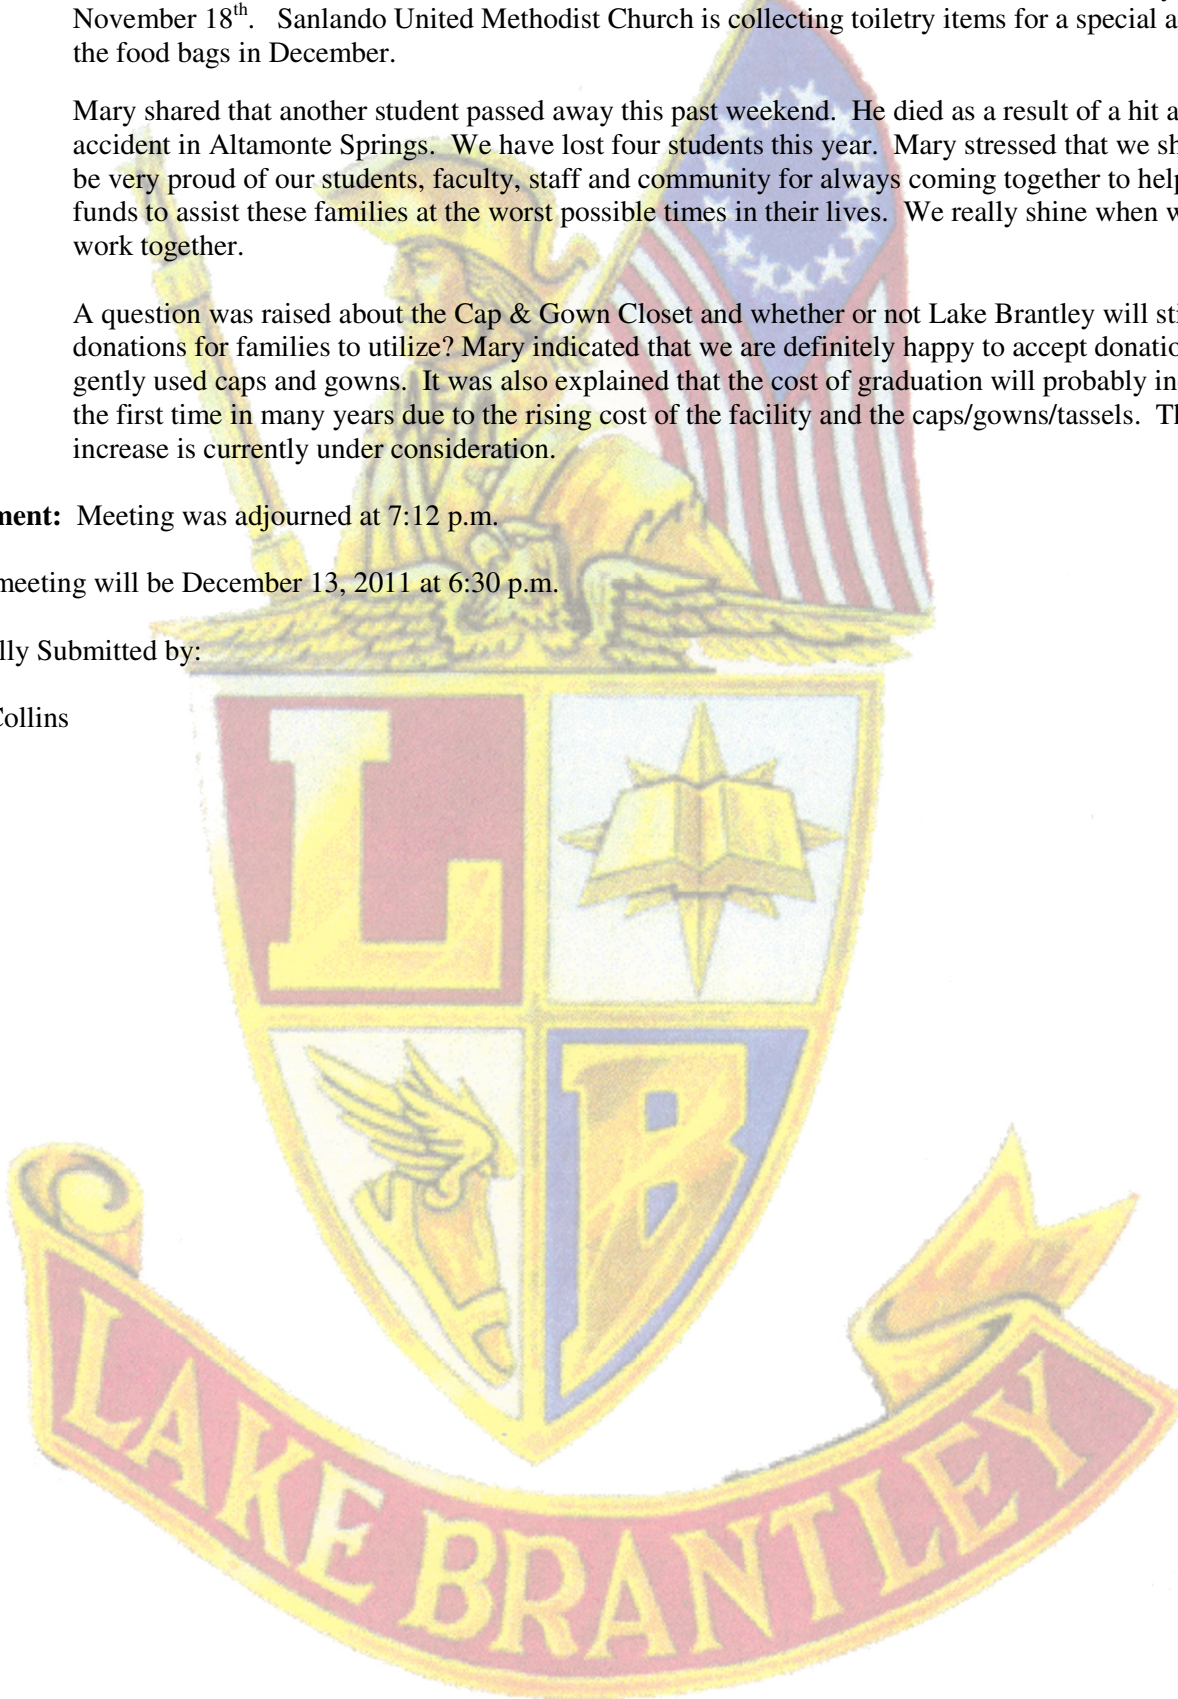 November 18th. Sanlando United Methodist Church is collecting toiletry items for a special a
the food bags in December.
Mary shared that another student passed away this past weekend. He died as a result of a hit a
accident in Altamonte Springs. We have lost four students this year. Mary stressed that we sh
be very proud of our students, faculty, staff and community for always coming together to help
funds to assist these families at the worst possible times in their lives. We really shine when w
work together.
A question was raised about the Cap & Gown Closet and whether or not Lake Brantley will sti
donations for families to utilize? Mary indicated that we are definitely happy to accept donatio
gently used caps and gowns. It was also explained that the cost of graduation will probably in
the first time in many years due to the rising cost of the facility and the caps/gowns/tassels. Th
increase is currently under consideration.
ment: Meeting was adjourned at 7:12 p.m.
meeting will be December 13, 2011 at 6:30 p.m.
lly Submitted by:
Collins
L
B
LAKE BRANTLEY